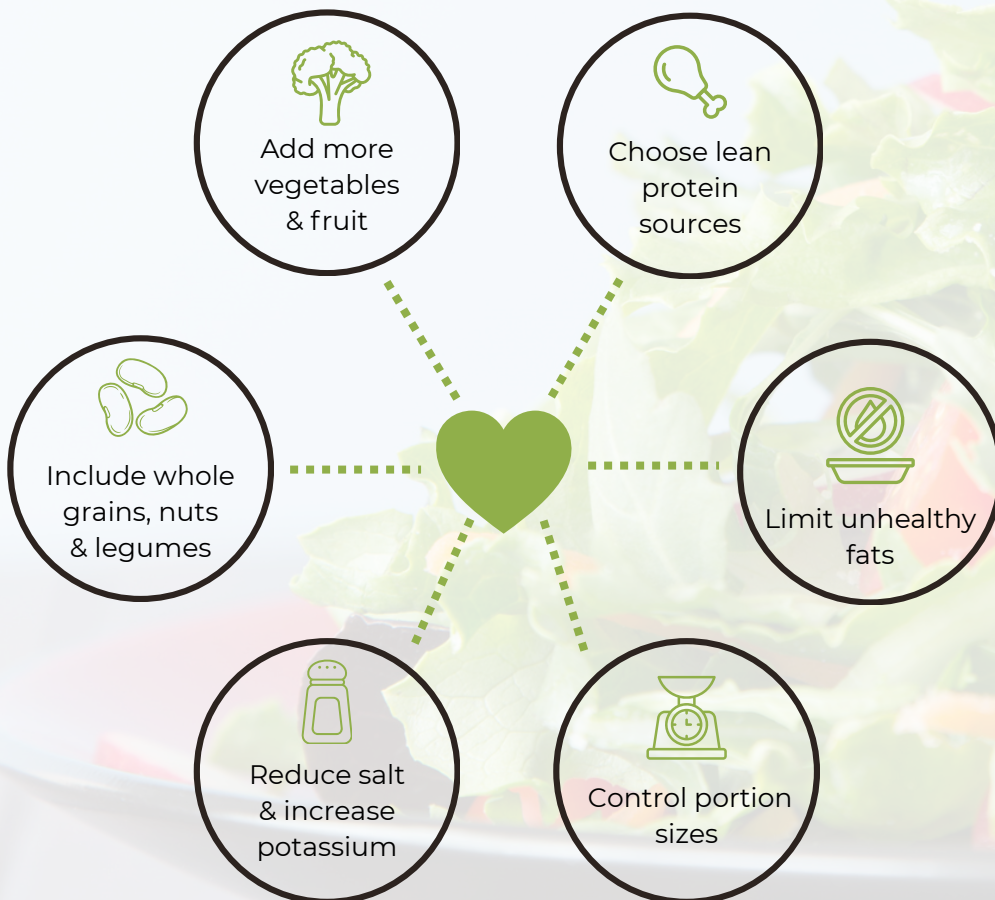 Add more
vegetables
& fruit
Choose lean
protein
sources
Include whole
grains, nuts
& legumes
Limit unhealthy
fats
Reduce salt
& increase
potassium
Control portion
sizes